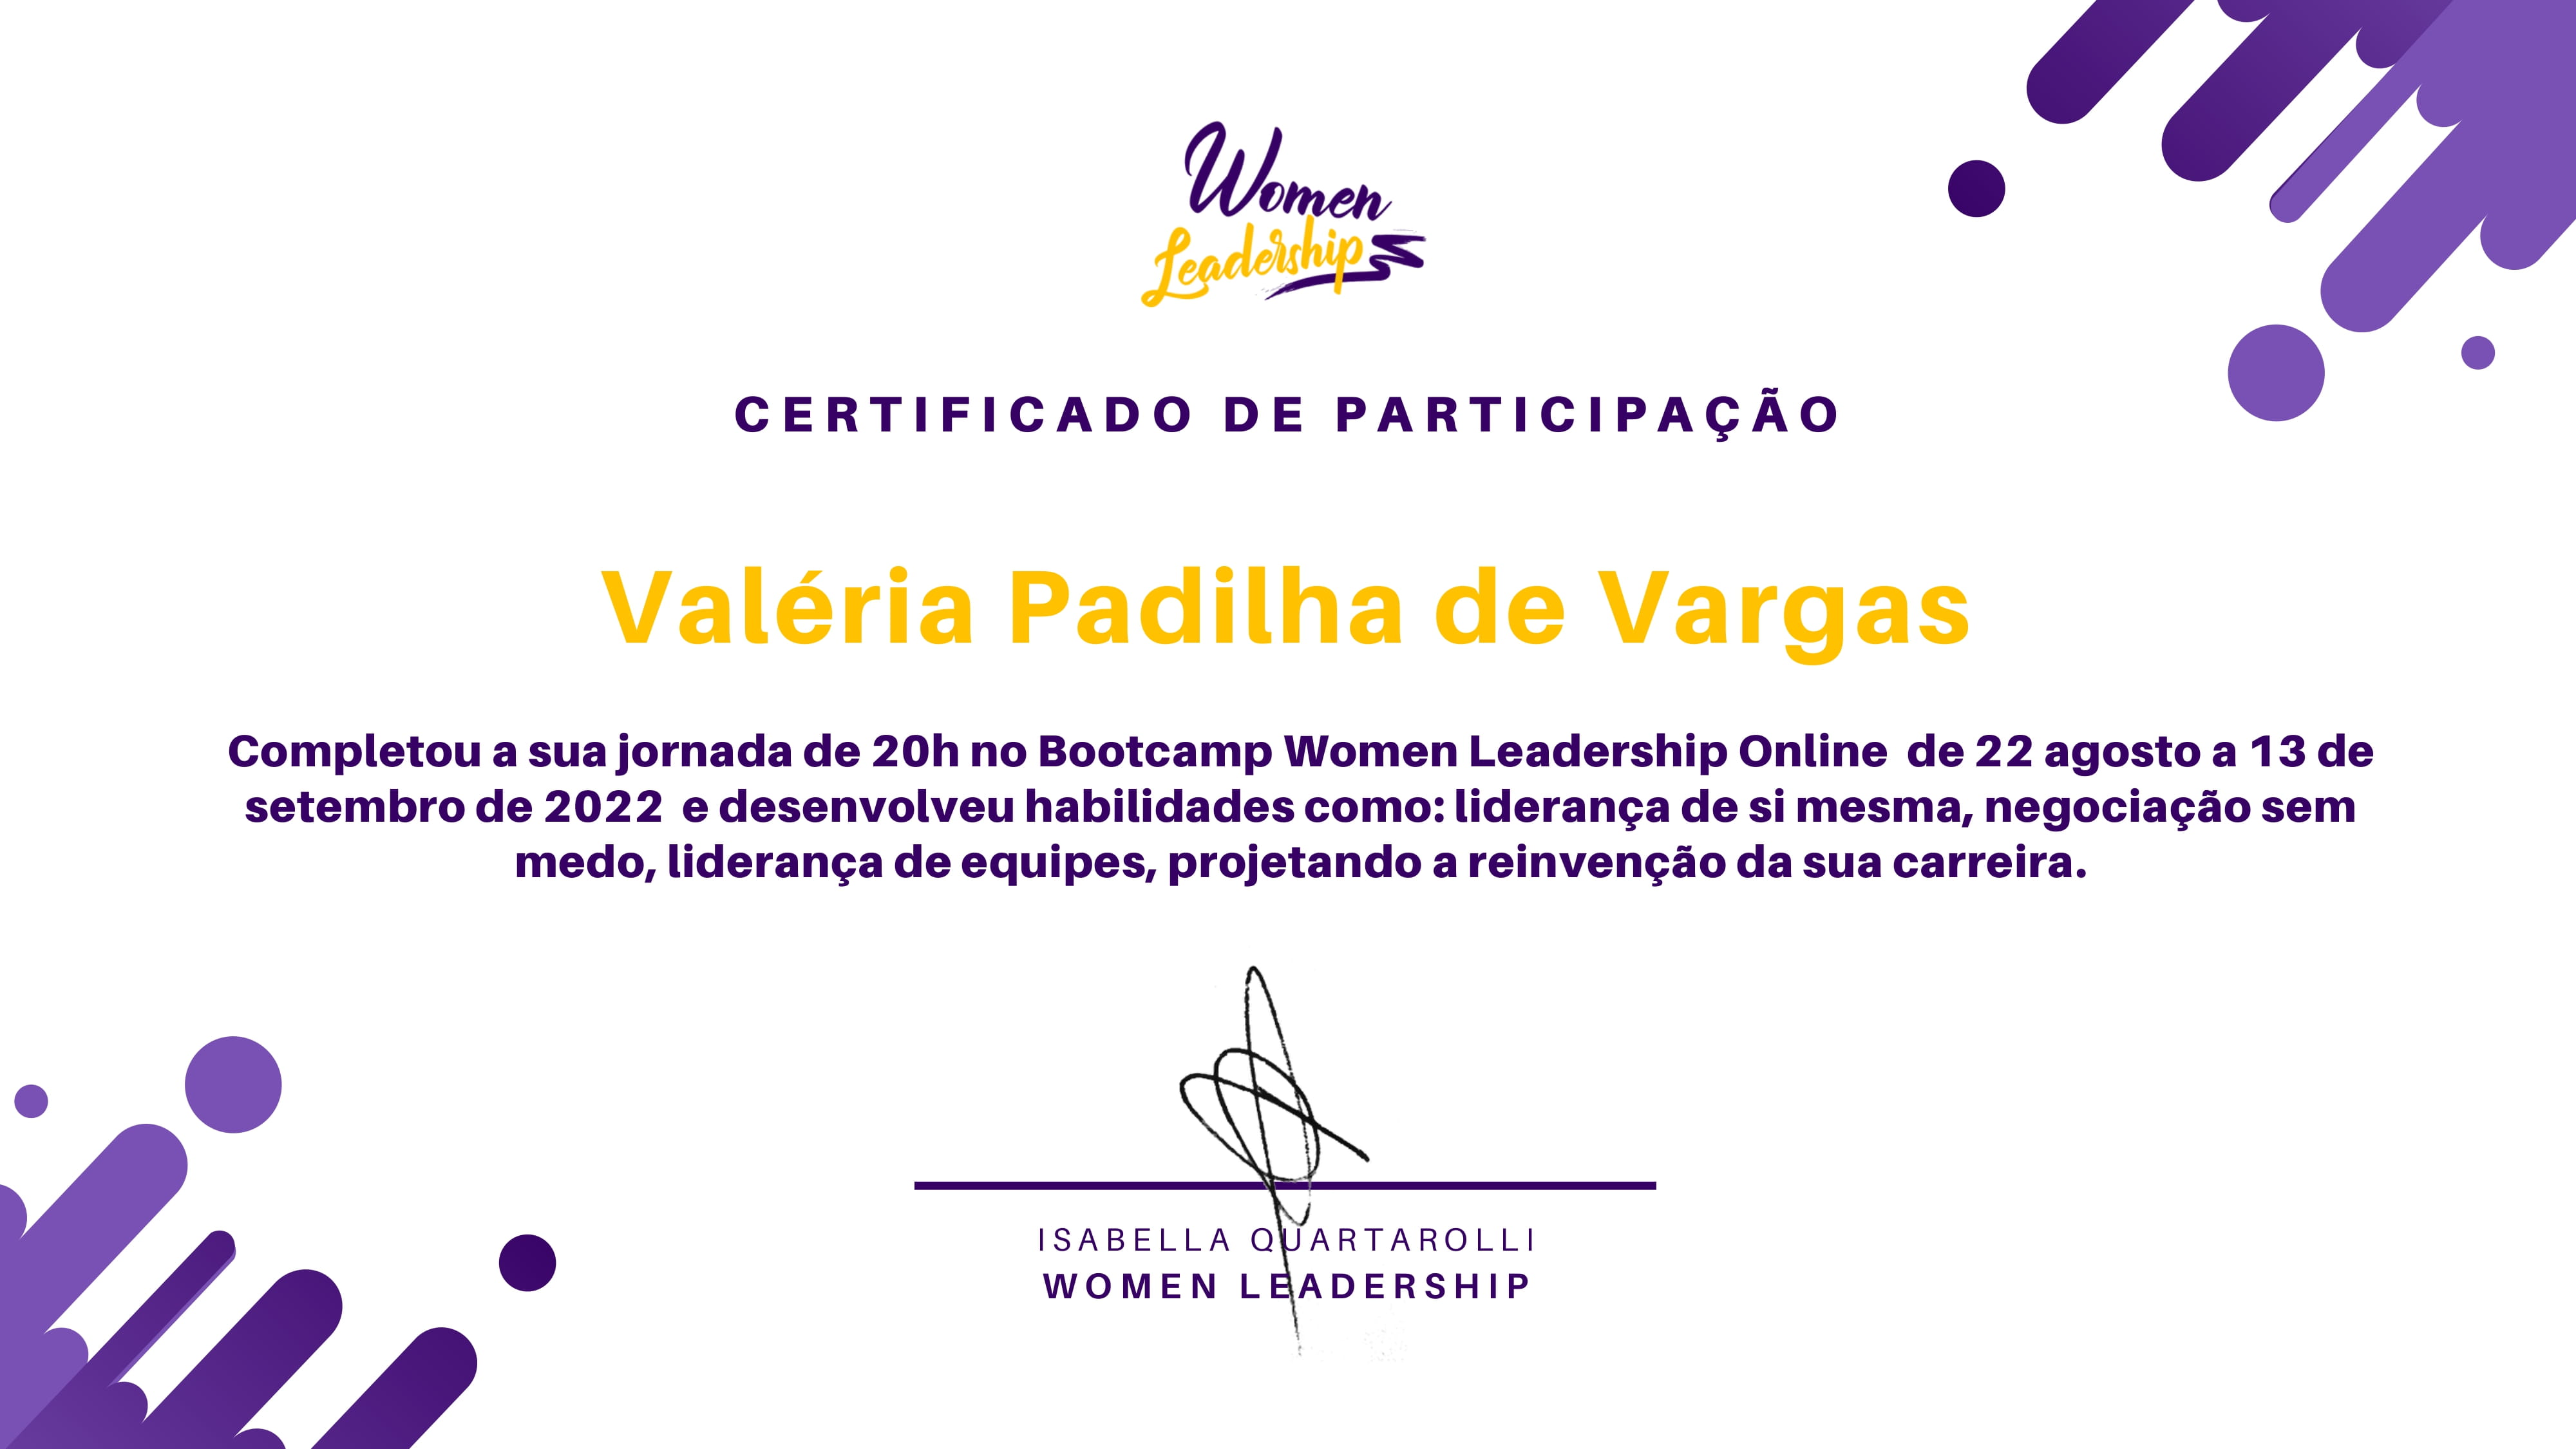 Women
Leadership
CERTIFICADO DE PARTICIPAÇÃO
Valéria Padilha de Vargas
Completou a sua jornada de 20h no Bootcamp Women Leadership Online de 22 agosto a 13 de
setembro de 2022 e desenvolveu habilidades como: liderança de si mesma, negociação sem
medo, liderança de equipes, projetando a reinvenção da sua carreira.
ISABELLA QUARTAROLLI
WOMEN LEADERSHIP